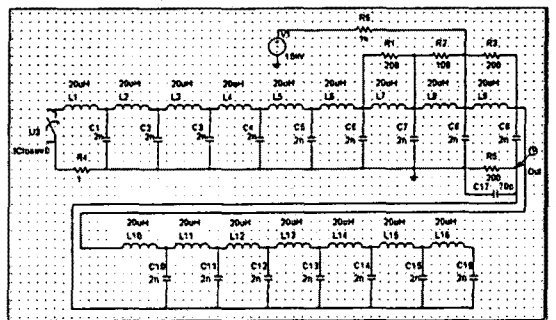 R6
1k
V1
15kV
R1
200
R2
100
R3
200
20uH
L1
20uH
L2
20uH
L3
20uH
L4
20uH
L5
20uH
L6
20uH
L7
20uH
L8
20uH
L9
C1
2n
C2
2n
C3
2n
C4
2n
C5
2n
C6
2n
C7
2n
C8
2n
C9
2n
R4
1
R5
200
C17
70p
Out
20uH
L10
20uH
L11
20uH
L12
20uH
L13
20uH
L14
20uH
L15
20uH
L16
C10
2n
C11
2n
C12
2n
C13
2n
C14
2n
C15
2n
C16
2n